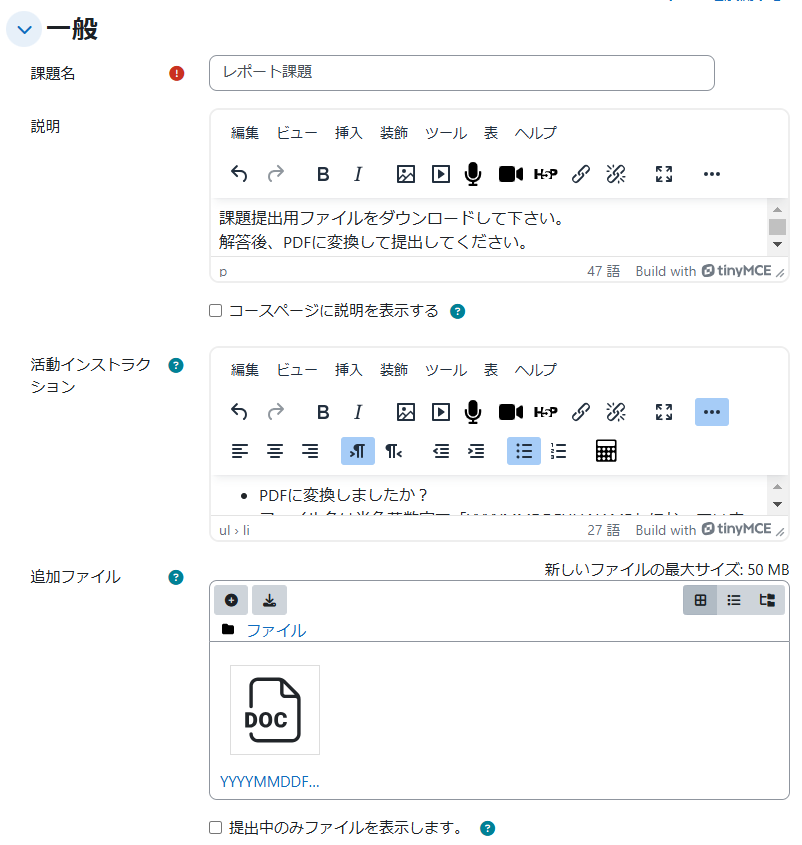 一般
課題名
レポート課題
説明
編集 ビュー 挿入 装飾 ツール 表 ヘルプ
B I H-P
課題提出用ファイルをダウンロードして下さい。
解答後、PDFに変換して提出してください。
p 47 語 Build with tinyMCE
コースページに説明を表示する
活動インストラク
ション
編集 ビュー 挿入 装飾 ツール 表 ヘルプ
B I H-P
PDFに変換しましたか？
ul › li 27 語 Build with tinyMCE
追加ファイル
新しいファイルの最大サイズ: 50 MB
ファイル
DOC
YYYYMMDDF...
提出中のみファイルを表示します。